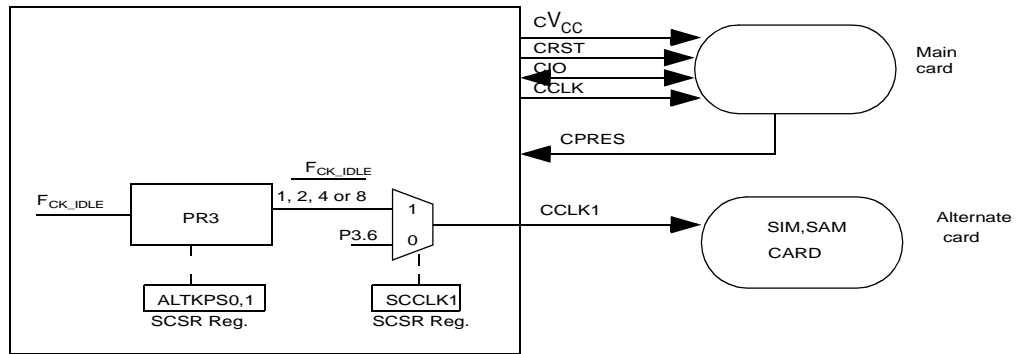 CVCC
CRST
CIO
CCLK
Main
card
CPRES
FCK_IDLE
FCK_IDLE
1, 2, 4 or 8
PR3
1
P3.6
0
CCLK1
SIM,SAM
CARD
Alternate
card
ALTKPS0,1
SCSR Reg.
SCCLK1
SCSR Reg.